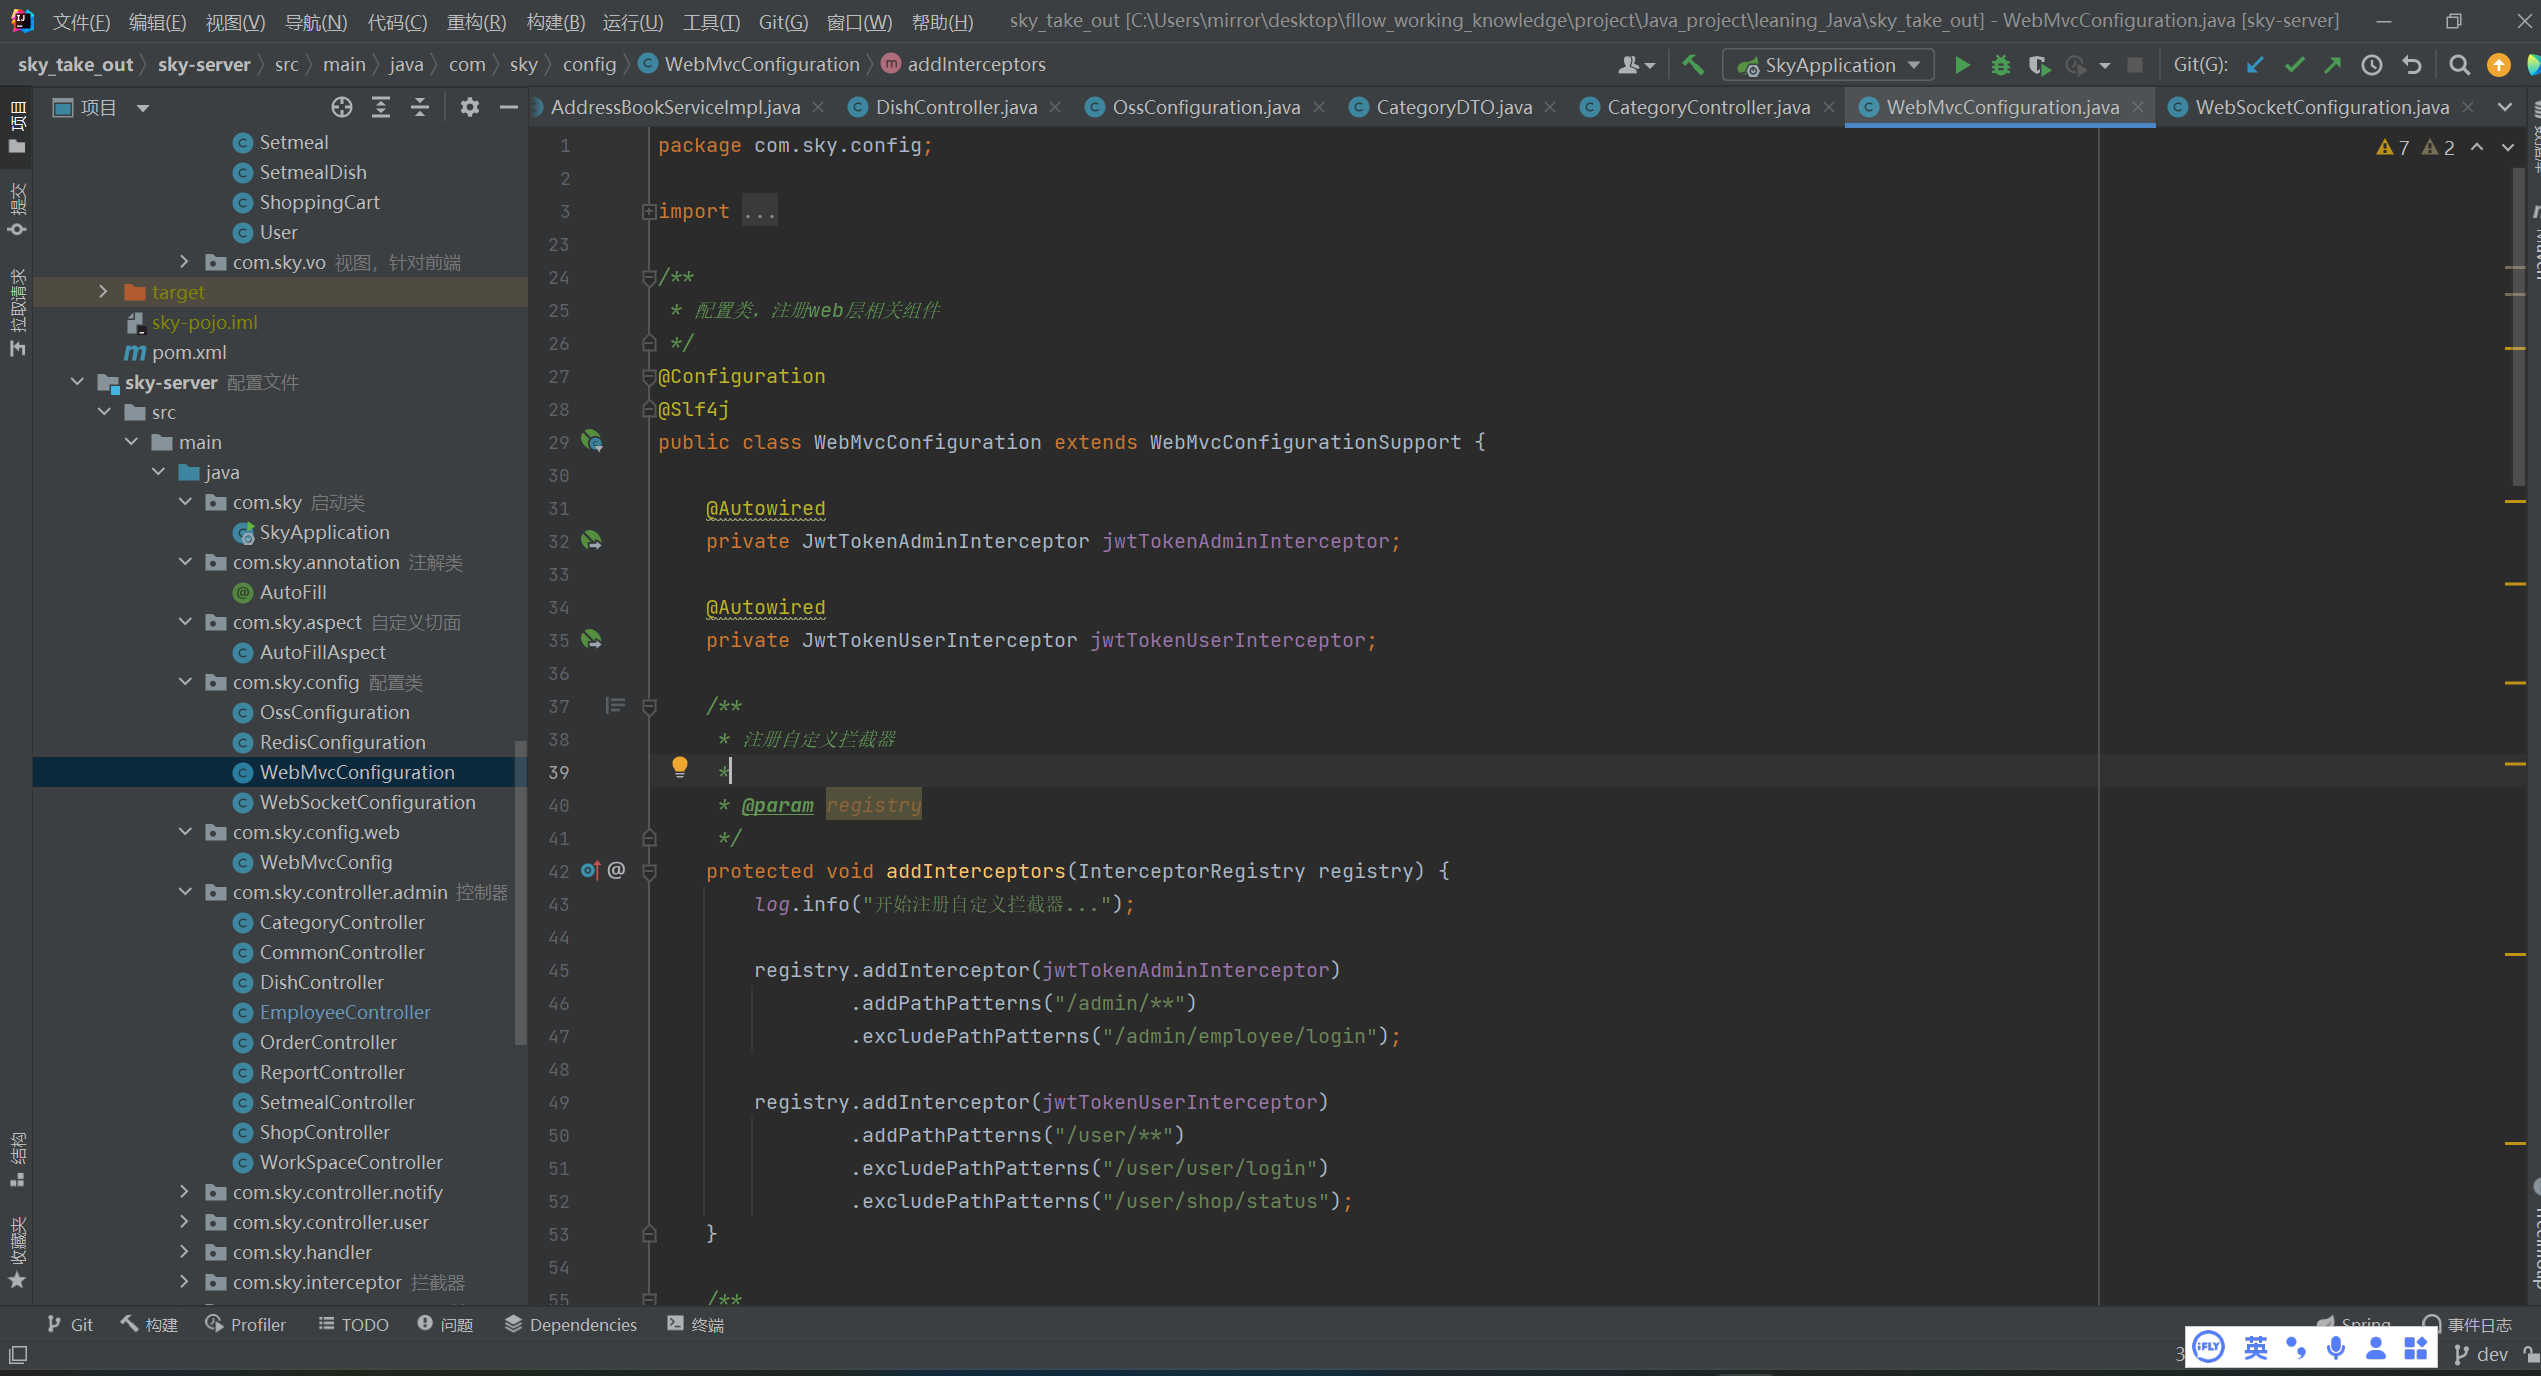 文件(F) 编辑(E) 视图(V) 导航(N) 代码(C) 重构(R) 构建(B) 运行(U) 工具(T) Git(G) 窗口(W) 帮助(H) sky_take_out [C:\Users\mirror\desktop\fllow_working_knowledge\project\Java_project\leaning_Java\sky_take_out] - WebMvcConfiguration.java [sky-server]
sky_take_out sky-server src main java com sky config WebMvcConfiguration addInterceptors SkyApplication Git(G):
项目 AddressBookServiceImpl.java DishController.java OssConfiguration.java CategoryDTO.java CategoryController.java WebMvcConfiguration.java WebSocketConfiguration.java
项目
提交
拉取请求
结构
收藏夹
Setmeal
SetmealDish
ShoppingCart
User
com.sky.vo 视图，针对前端
target
sky-pojo.iml
pom.xml
sky-server 配置文件
src
main
java
com.sky 启动类
SkyApplication
com.sky.annotation 注解类
AutoFill
com.sky.aspect 自定义切面
AutoFillAspect
com.sky.config 配置类
OssConfiguration
RedisConfiguration
WebMvcConfiguration
WebSocketConfiguration
com.sky.config.web
WebMvcConfig
com.sky.controller.admin 控制器
CategoryController
CommonController
DishController
EmployeeController
OrderController
ReportController
SetmealController
ShopController
WorkSpaceController
com.sky.controller.notify
com.sky.controller.user
com.sky.handler
com.sky.interceptor 拦截器
7 2
1 package com.sky.config;
2
3 import ...
23
24 /**
25 * 配置类，注册web层相关组件
26 */
27 @Configuration
28 @Slf4j
29 public class WebMvcConfiguration extends WebMvcConfigurationSupport {
30
31 @Autowired
32 private JwtTokenAdminInterceptor jwtTokenAdminInterceptor;
33
34 @Autowired
35 private JwtTokenUserInterceptor jwtTokenUserInterceptor;
36
37 /**
38 * 注册自定义拦截器
39 *
40 * @param registry
41 */
42 @ protected void addInterceptors(InterceptorRegistry registry) {
43 log.info("开始注册自定义拦截器...");
44
45 registry.addInterceptor(jwtTokenAdminInterceptor)
46 .addPathPatterns("/admin/**")
47 .excludePathPatterns("/admin/employee/login");
48
49 registry.addInterceptor(jwtTokenUserInterceptor)
50 .addPathPatterns("/user/**")
51 .excludePathPatterns("/user/user/login")
52 .excludePathPatterns("/user/shop/status");
53 }
54
55 /**
Git 构建 Profiler TODO 问题 Dependencies 终端 Spring 事件日志
iFLY 英 dev